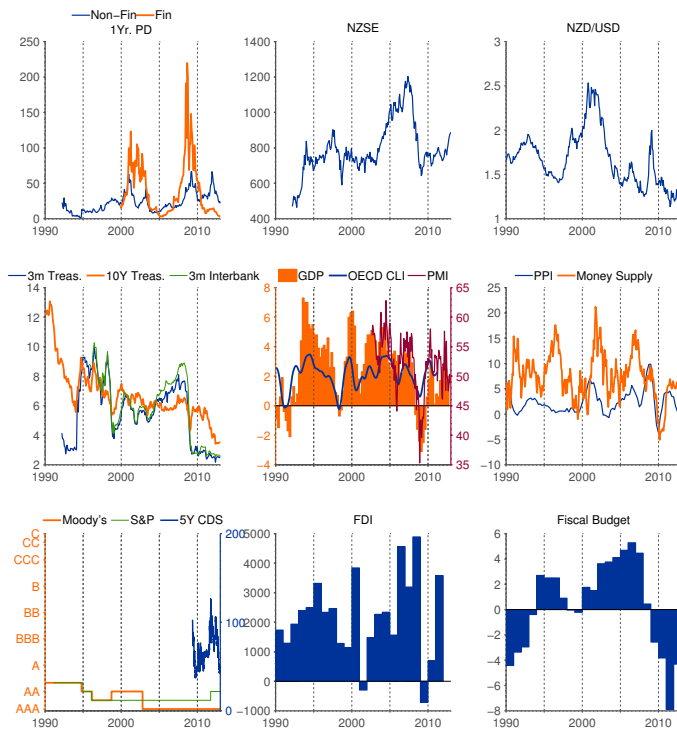 Non-Fin Fin
1Yr. PD NZSE NZD/USD
250
200
150
100
50
0
1990 2000 2010
1400
1200
1000
800
600
400
1990 2000 2010
3
2.5
2
1.5
1
1990 2000 2010
3m Treas. 10Y Treas. 3m Interbank
14
12
10
8
6
4
2
1990 2000 2010
GDP OECD CLI PMI
8
6
4
2
0
−2
−4
65
60
55
50
45
40
35
1990 2000 2010
PPI Money Supply
25
20
15
10
5
0
−5
−10
1990 2000 2010
Moody's S&P 5Y CDS
C
CC
CCC
B
BB
BBB
A
AA
AAA
200
100
0
1990 2000 2010
FDI
5000
4000
3000
2000
1000
0
−1000
1990 2000 2010
Fiscal Budget
6
4
2
0
−2
−4
−6
−8
1990 2000 2010